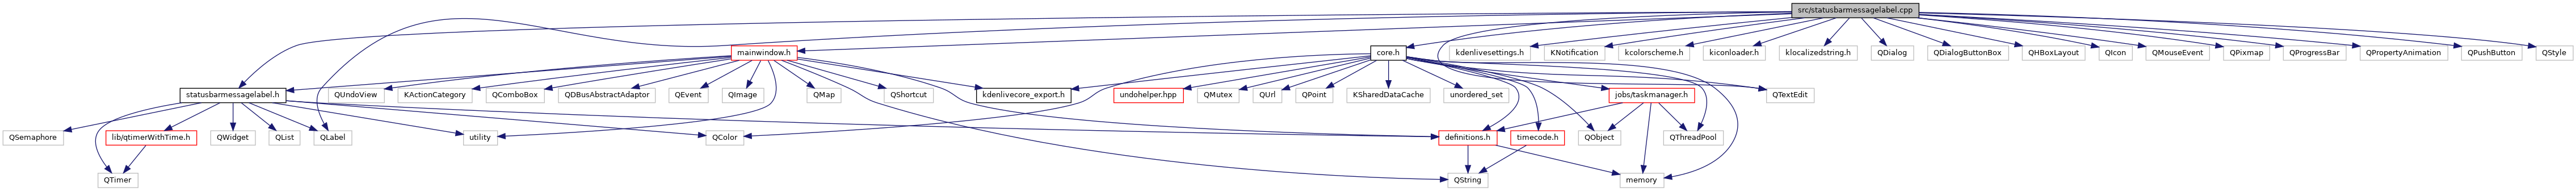 src/statusbarmessagelabel.cpp
mainwindow.h
core.h
kdenlivesettings.h
KNotification
kcolorscheme.h
kiconloader.h
klocalizedstring.h
QDialog
QDialogButtonBox
QHBoxLayout
QIcon
QMouseEvent
QPixmap
QProgressBar
QPropertyAnimation
QPushButton
QStyle
statusbarmessagelabel.h
QUndoView
KActionCategory
QComboBox
QDBusAbstractAdaptor
QEvent
QImage
QMap
QShortcut
kdenlivecore_export.h
undohelper.hpp
QMutex
QUrl
QPoint
KSharedDataCache
unordered_set
jobs/taskmanager.h
QTextEdit
QSemaphore
lib/qtimerWithTime.h
QWidget
QList
QLabel
utility
QColor
definitions.h
timecode.h
QObject
QThreadPool
QTimer
QString
memory